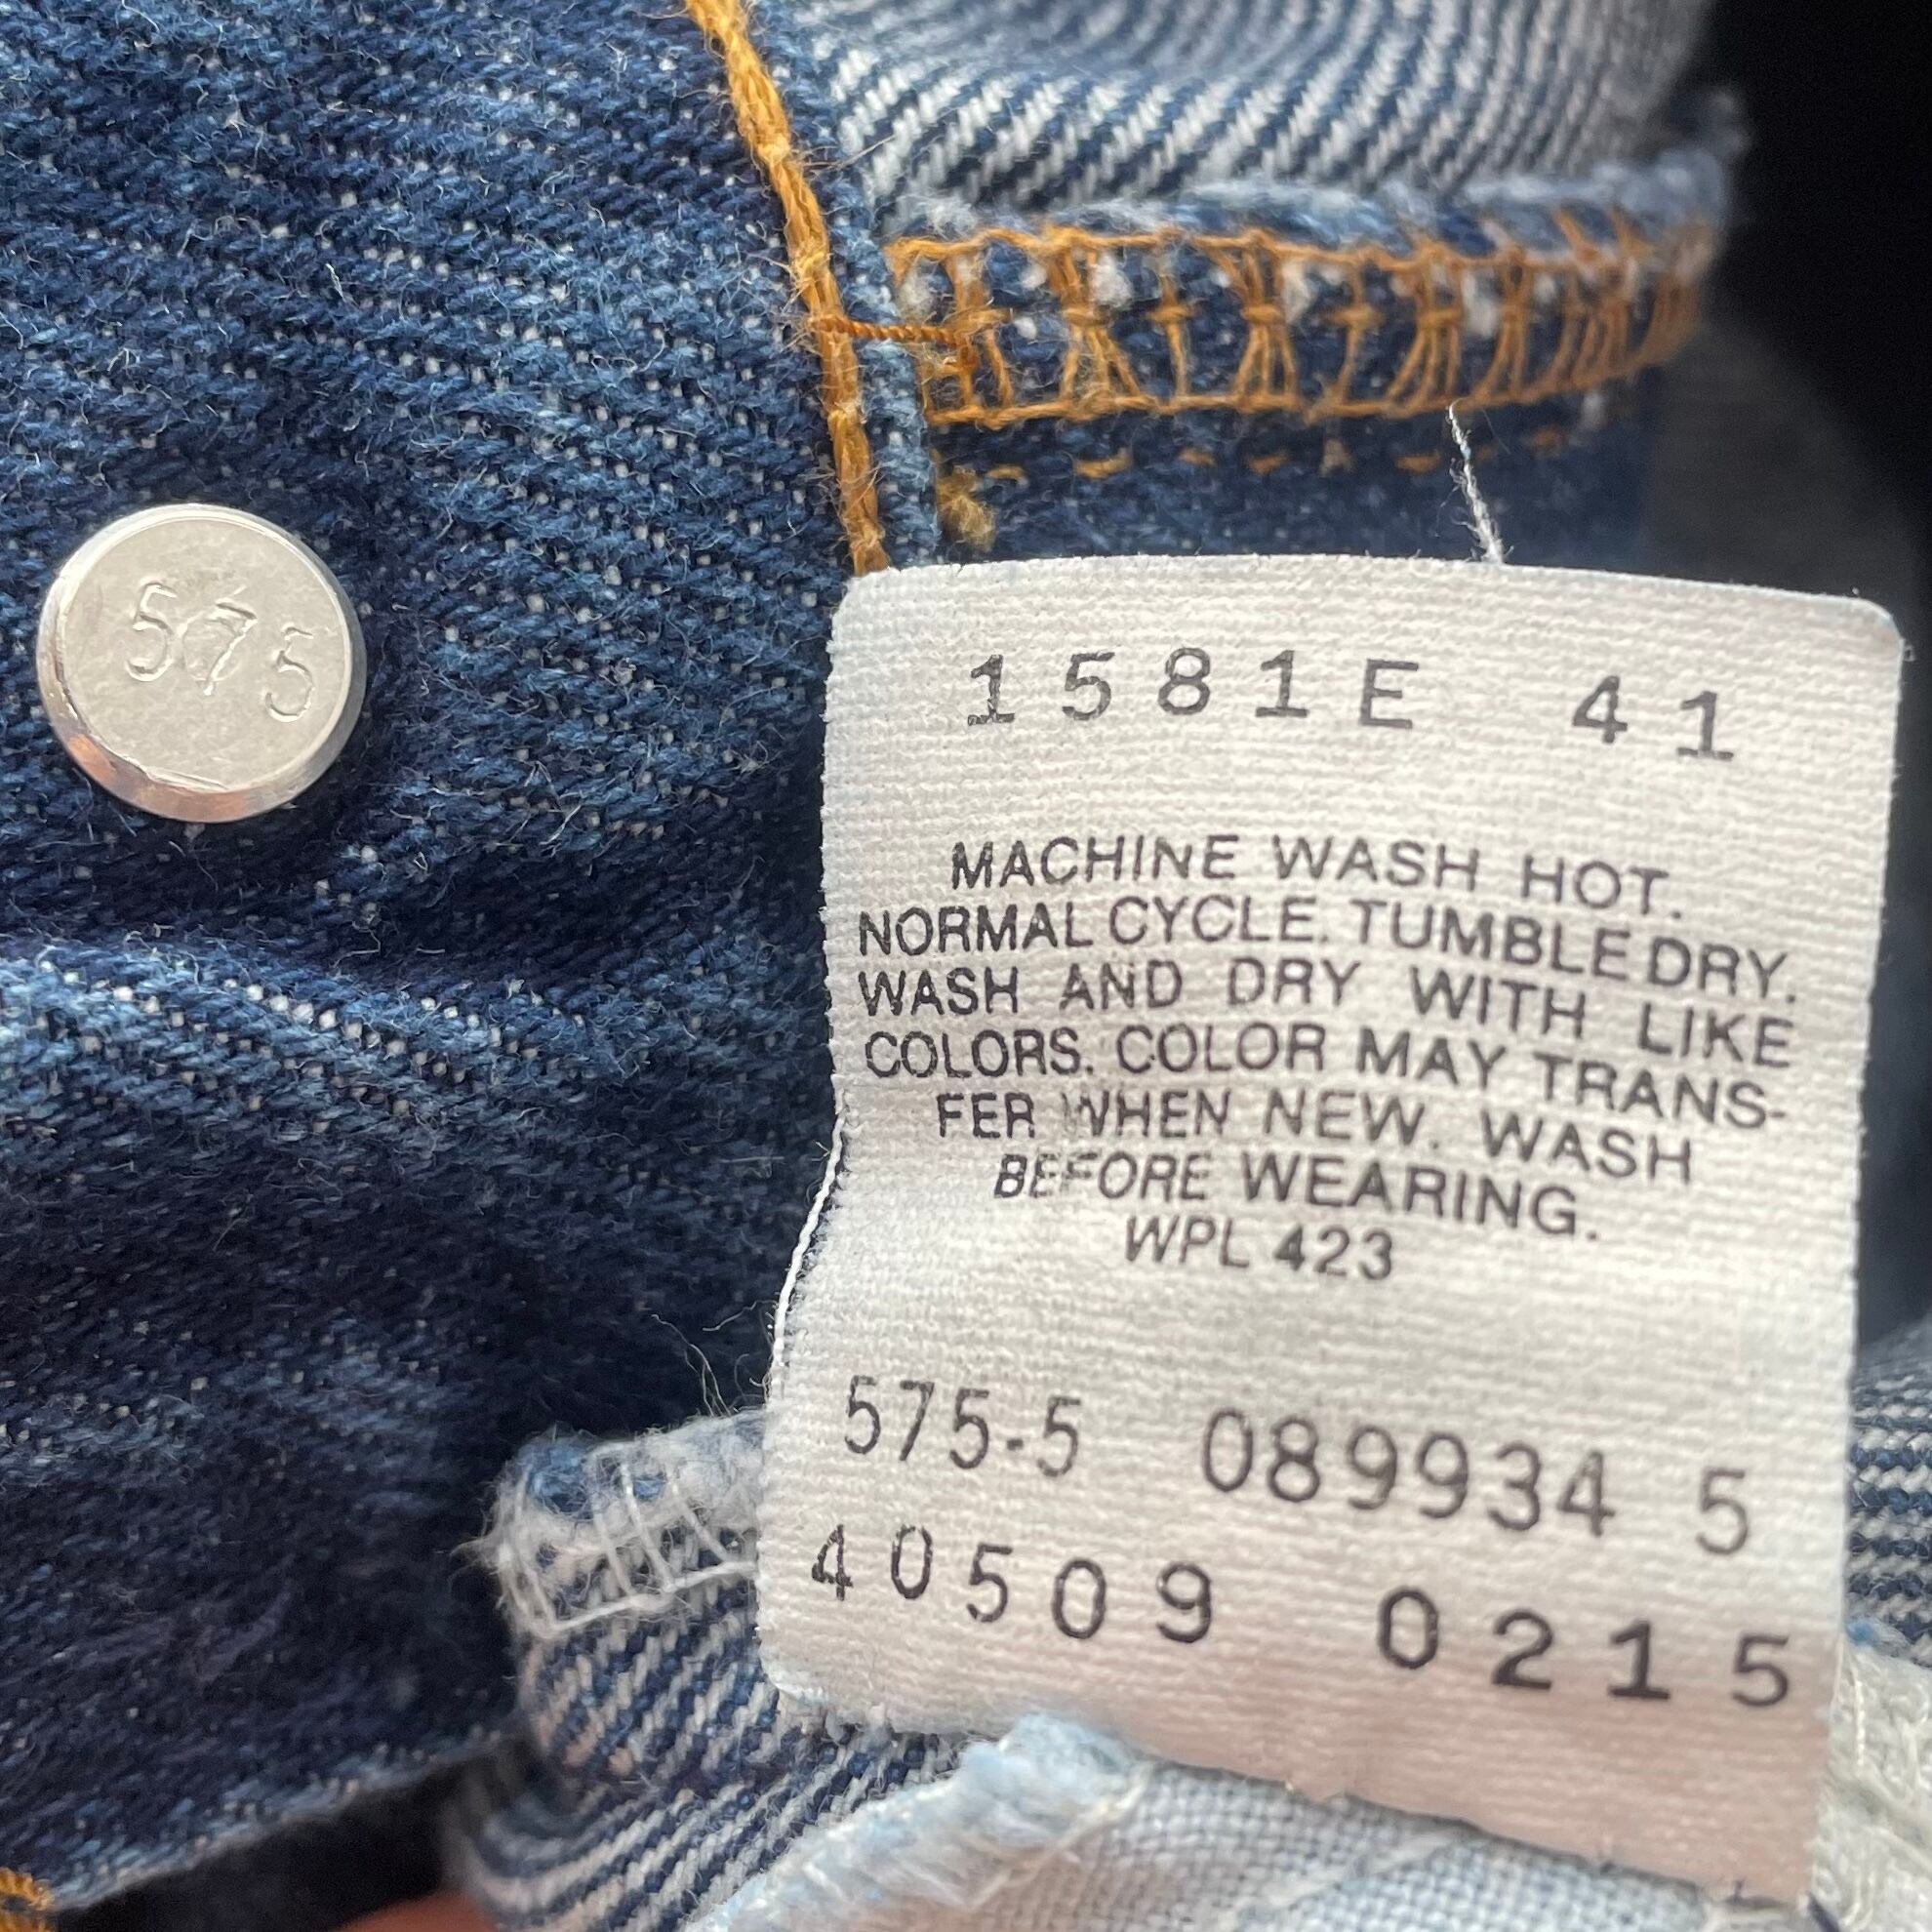 575
1581E 41
MACHINE WASH HOT.
NORMAL CYCLE. TUMBLE DRY.
WASH AND DRY WITH LIKE
COLORS. COLOR MAY TRANS-
FER WHEN NEW. WASH
BEFORE WEARING.
WPL 423
575-5 089934 5
40509 0215